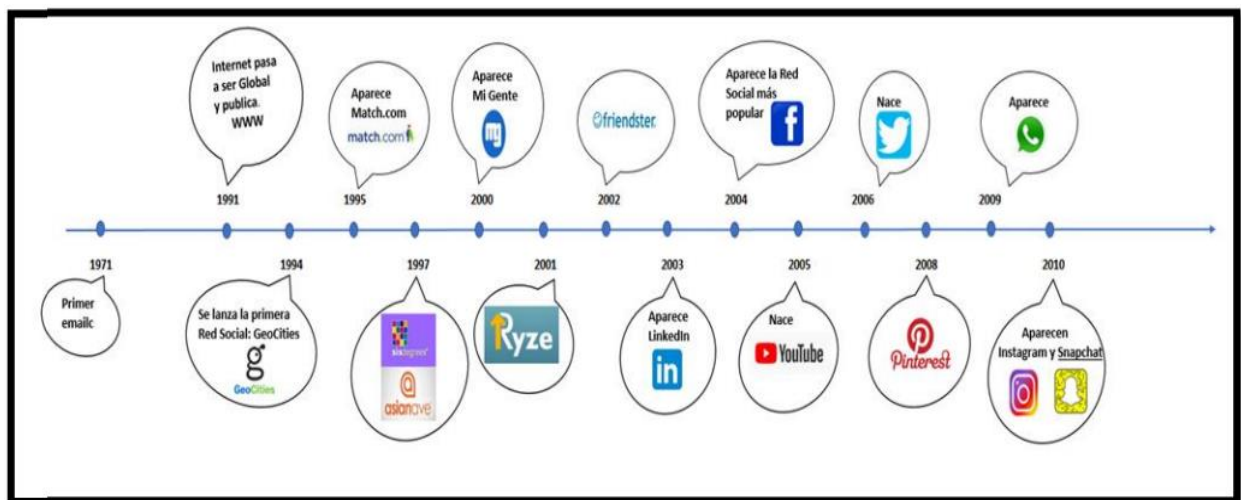 Internet pasa
a ser Global
y publica.
WWW
Aparece
Match.com
match.com
Aparece
Mi Gente
mg
friendster.
Aparece la Red
Social más
popular
f
Nace
Aparece
1991
1995
2000
2002
2004
2006
2009
1971
1994
1997
2001
2003
2005
2008
2010
Primer
emailc
Se lanza la primera
Red Social: GeoCities
g
GeoCities
sixdegrees
asianave
Ryze
Aparece
LinkedIn
in
Nace
YouTube
Pinterest
Aparecen
Instagram y Snapchat